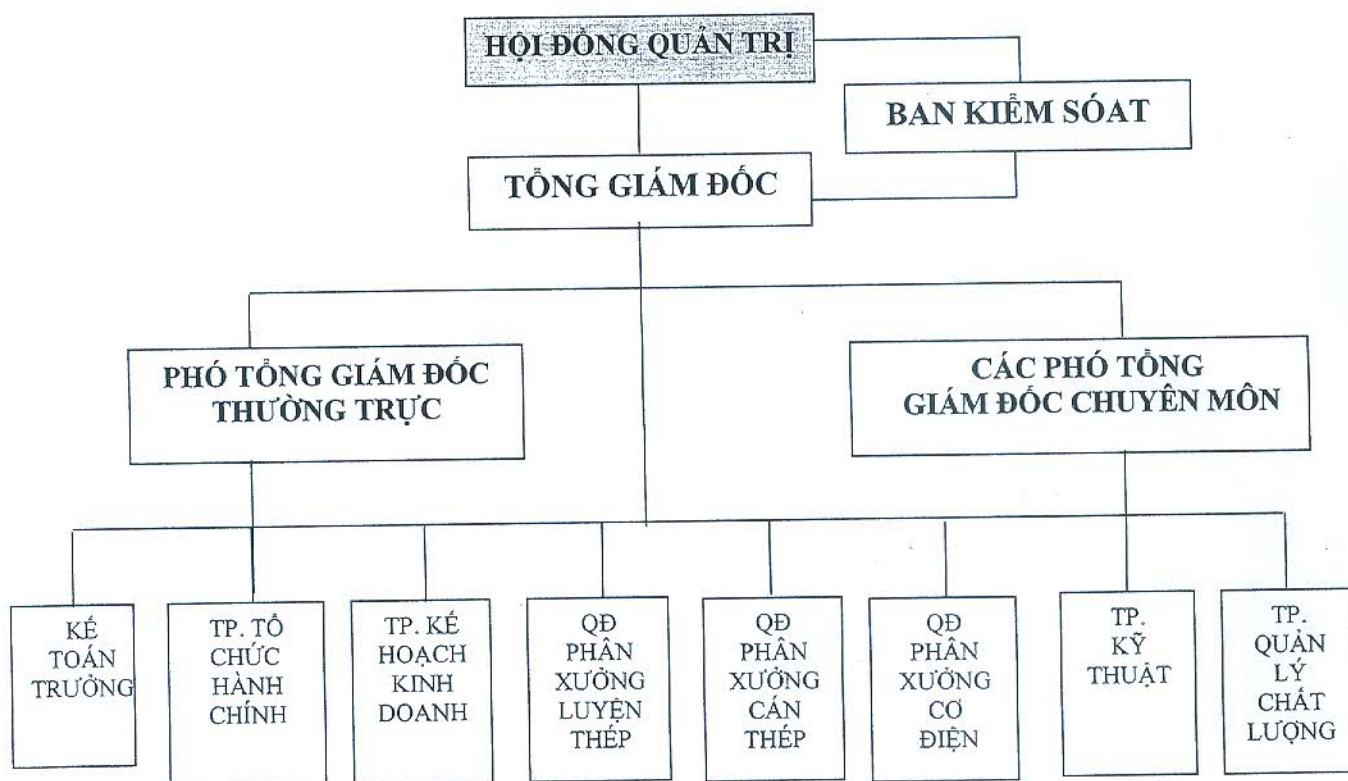 HỘI ĐỒNG QUẢN TRỊ
BAN KIỂM SÓAT
TỔNG GIÁM ĐỐC
PHÓ TỔNG GIÁM ĐỐC
THƯỜNG TRỰC
CÁC PHÓ TỔNG
GIÁM ĐỐC CHUYÊN MÔN
KẾ
TOÁN
TRƯỞNG
TP. TỔ
CHỨC
HÀNH
CHÍNH
TP. KẾ
HOẠCH
KINH
DOANH
QĐ
PHÂN
XƯỞNG
LUYỆN
THÉP
QĐ
PHÂN
XƯỞNG
CÁN
THÉP
QĐ
PHÂN
XƯỞNG
CƠ
ĐIỆN
TP.
KỸ
THUẬT
TP.
QUẢN
LÝ
CHẤT
LƯỢNG